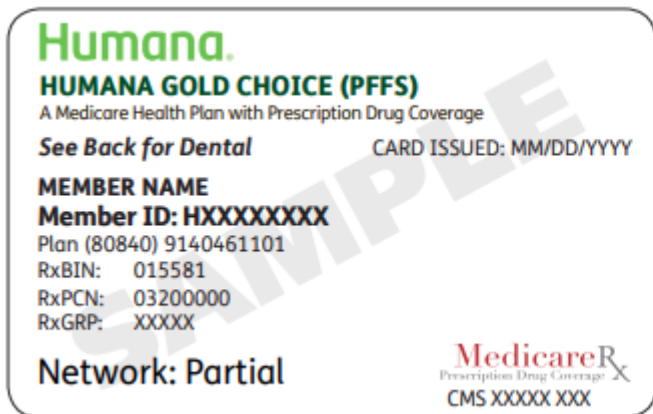 Humana.
HUMANA GOLD CHOICE (PFFS)
A Medicare Health Plan with Prescription Drug Coverage
See Back for Dental CARD ISSUED: MM/DD/YYYY
MEMBER NAME
Member ID: HXXXXXXXX
Plan (80840) 9140461101
RxBIN: 015581
RxPCN: 03200000
RxGRP: XXXXX
SAMPLE
Network: Partial
MedicareRx
Prescription Drug Coverage
CMS XXXXX XXX